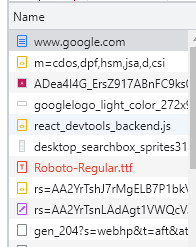 Name
www.google.com
m=cdos,dpf,hsm,jsa,d,csi
ADea4I4G_ErsZ917ABnFC9ks
googlelogo_light_color_272x
react_devtools_backend.js
desktop_searchbox_sprites31
Roboto-Regular.ttf
rs=AA2YrTshJ7rMgELB7P1bk
rs=AA2YrTsnLAdAgt1VWQcV
gen_204?s=webhp&t=aft&at